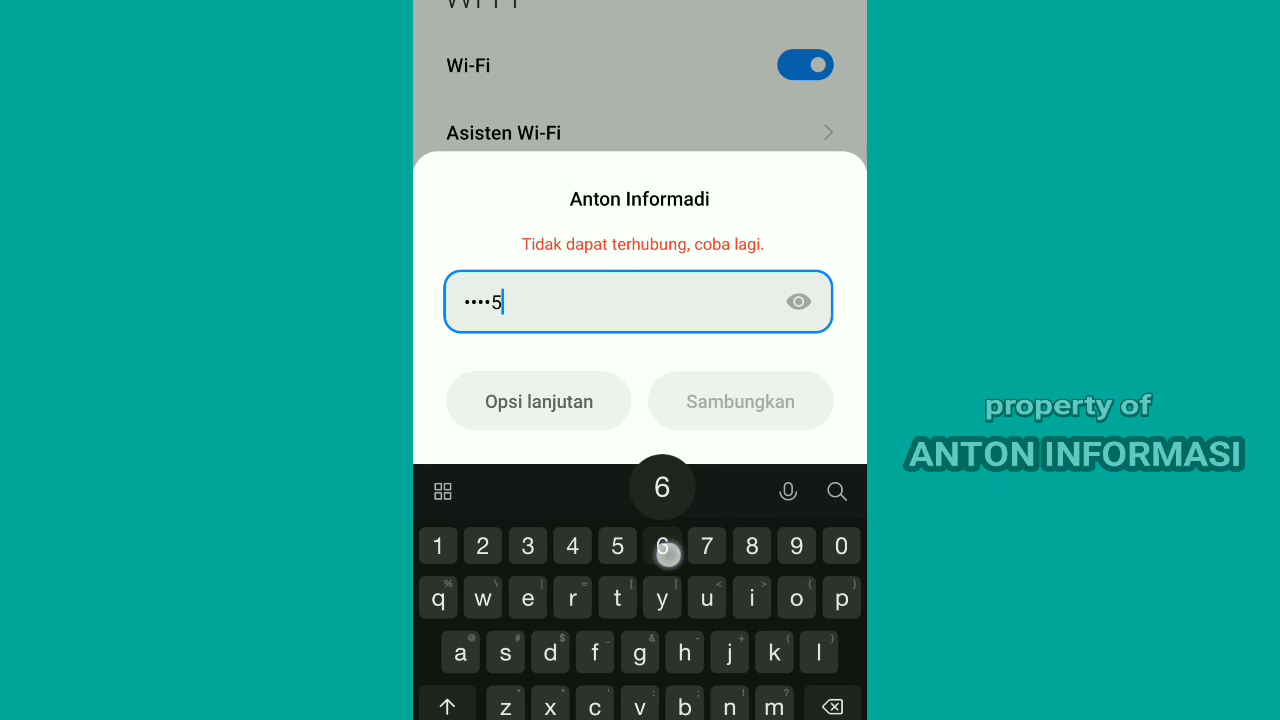 Wi-Fi
Asisten Wi-Fi
Anton Informadi
Tidak dapat terhubung, coba lagi.
••••5
Opsi lanjutan
Sambungkan
property of
ANTON INFORMASI
6
1 2 3 4 5 6 7 8 9 0
% \ | = [ ] < > { }
q w e r t y u i o p
@ # $ _ & - + ( )
a s d f g h j k l
* " ' : ; ! ?
z x c v b n m